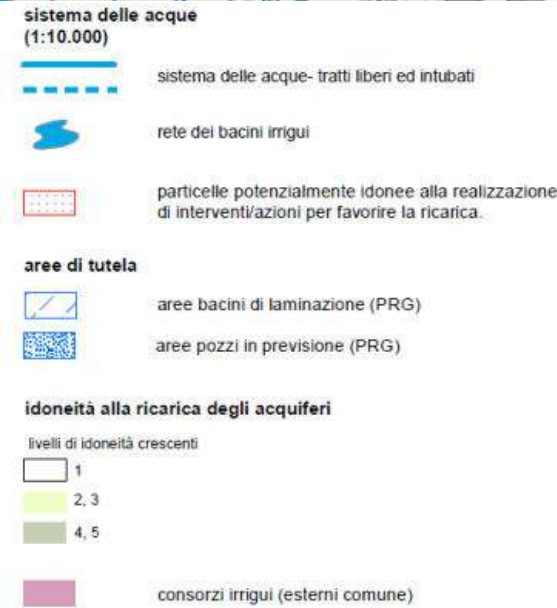 sistema delle acque
(1:10.000)
sistema delle acque- tratti liberi ed intubati
rete dei bacini irrigui
particelle potenzialmente idonee alla realizzazione
di interventi/azioni per favorire la ricarica.
aree di tutela
aree bacini di laminazione (PRG)
aree pozzi in previsione (PRG)
idoneità alla ricarica degli acquiferi
livelli di idoneità crescenti
1
2, 3
4, 5
consorzi irrigui (esterni comune)